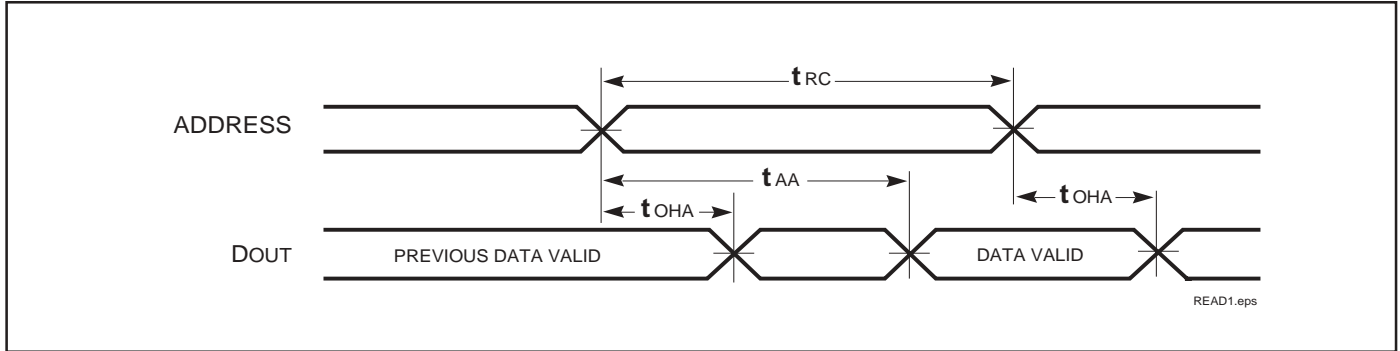 tRC
ADDRESS
tAA
tOHA
tOHA
DOUT
PREVIOUS DATA VALID
DATA VALID
READ1.eps